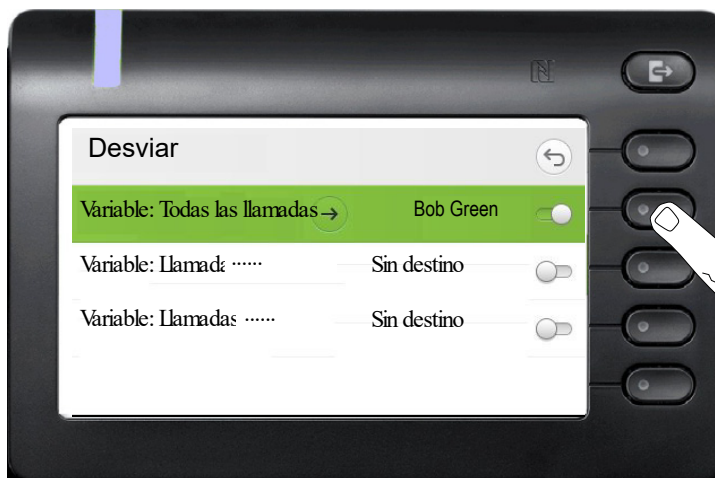 Desviar
Variable: Todas las llamadas → Bob Green
Variable: Llamada ...... Sin destino
Variable: Llamadas ...... Sin destino